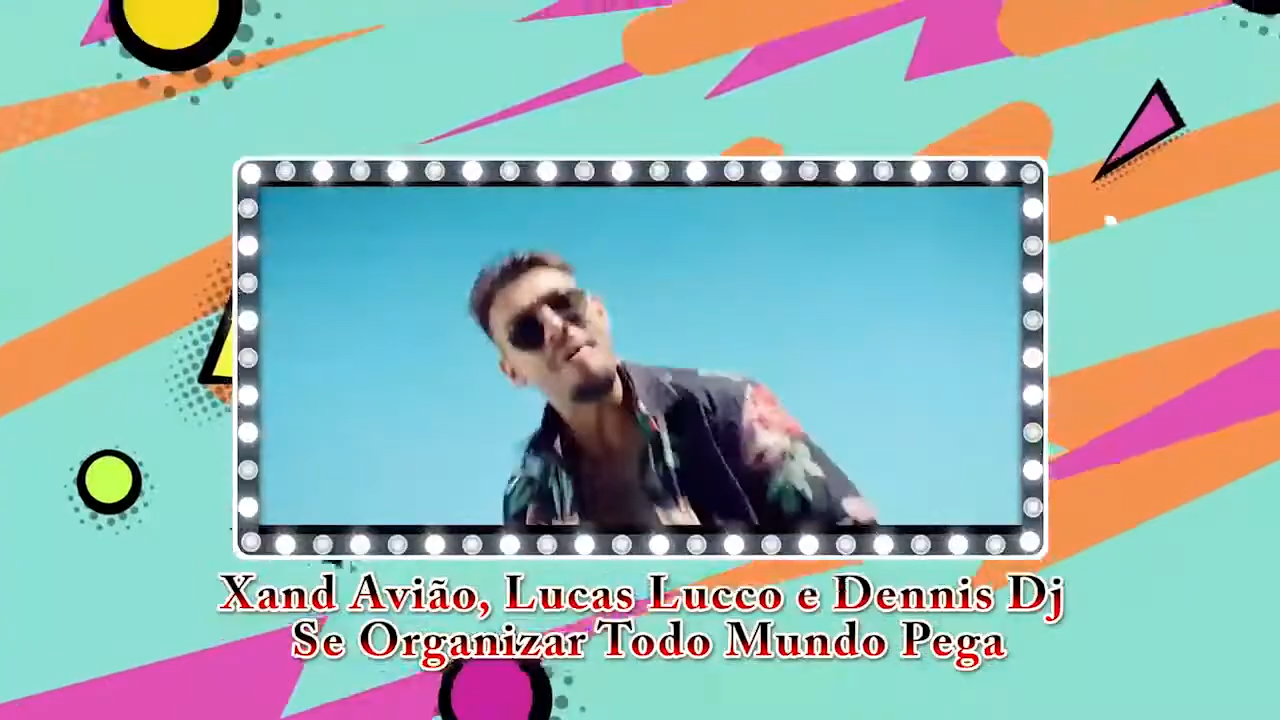 Xand Avião, Lucas Lucco e Dennis Dj
Se Organizar Todo Mundo Pega